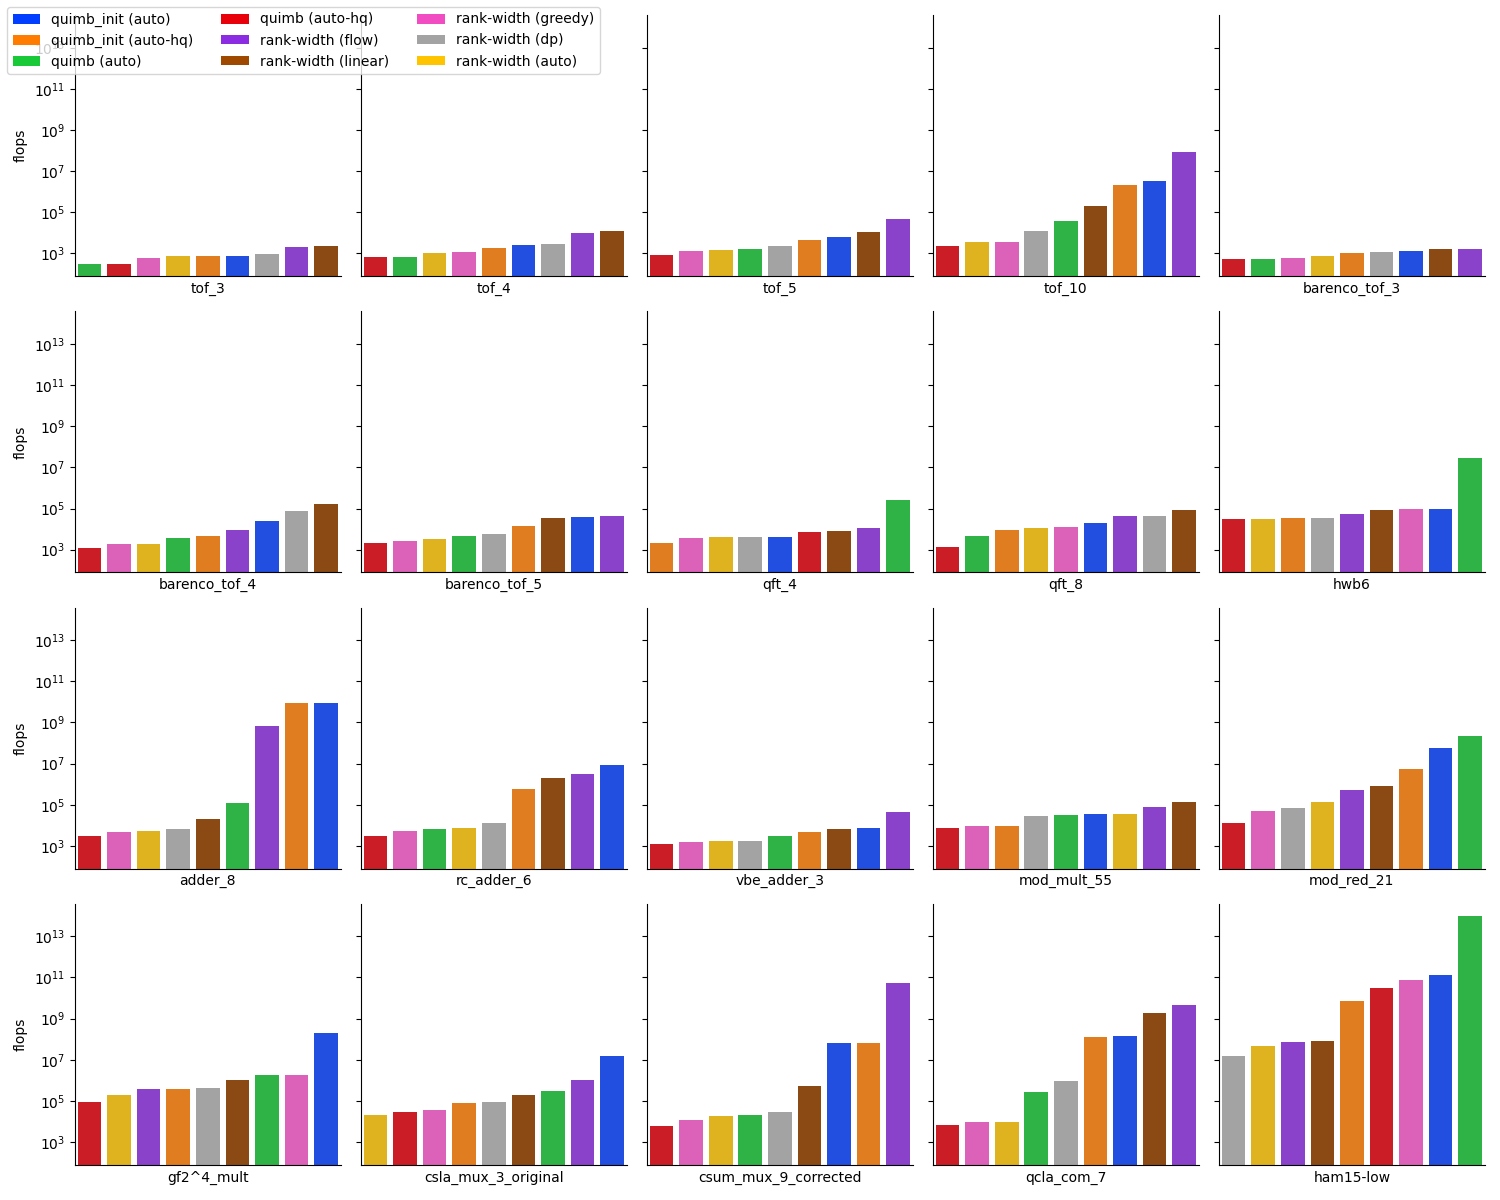 quimb_init (auto) quimb (auto-hq) rank-width (greedy)
quimb_init (auto-hq) rank-width (flow) rank-width (dp)
quimb (auto) rank-width (linear) rank-width (auto)
10^11
10^9
10^7
10^5
10^3
flops
tof_3 tof_4 tof_5 tof_10 barenco_tof_3
10^13
10^11
10^9
10^7
10^5
10^3
flops
barenco_tof_4 barenco_tof_5 qft_4 qft_8 hwb6
10^13
10^11
10^9
10^7
10^5
10^3
flops
adder_8 rc_adder_6 vbe_adder_3 mod_mult_55 mod_red_21
10^13
10^11
10^9
10^7
10^5
10^3
flops
gf2^4_mult csla_mux_3_original csum_mux_9_corrected qcla_com_7 ham15-low